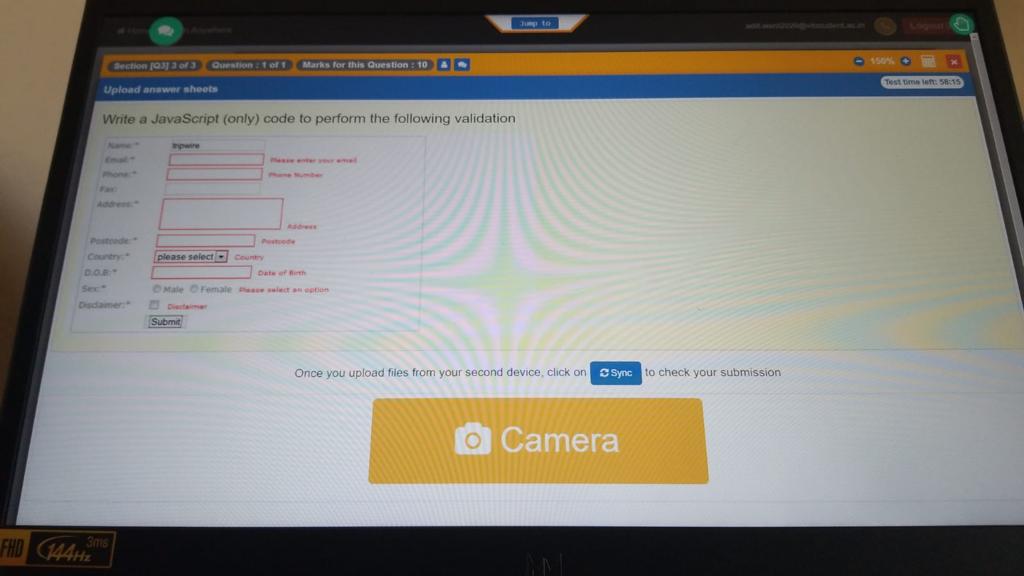 Jump to
Logout
Section [Q3] 3 of 3 Question : 1 of 1 Marks for this Question : 10
150%
Upload answer sheets
Test time left: 58:15
Write a JavaScript (only) code to perform the following validation
Name:* tripwire
Email:* Please enter your email
Phone:* Phone Number
Fax:
Address:* Address
Postcode:* Postcode
Country:* please select Country
D.O.B:* Date of Birth
Sex:* Male Female Please select an option
Disclaimer:* Disclaimer
Submit
Once you upload files from your second device, click on Sync to check your submission
Camera
FHD 144Hz 3ms